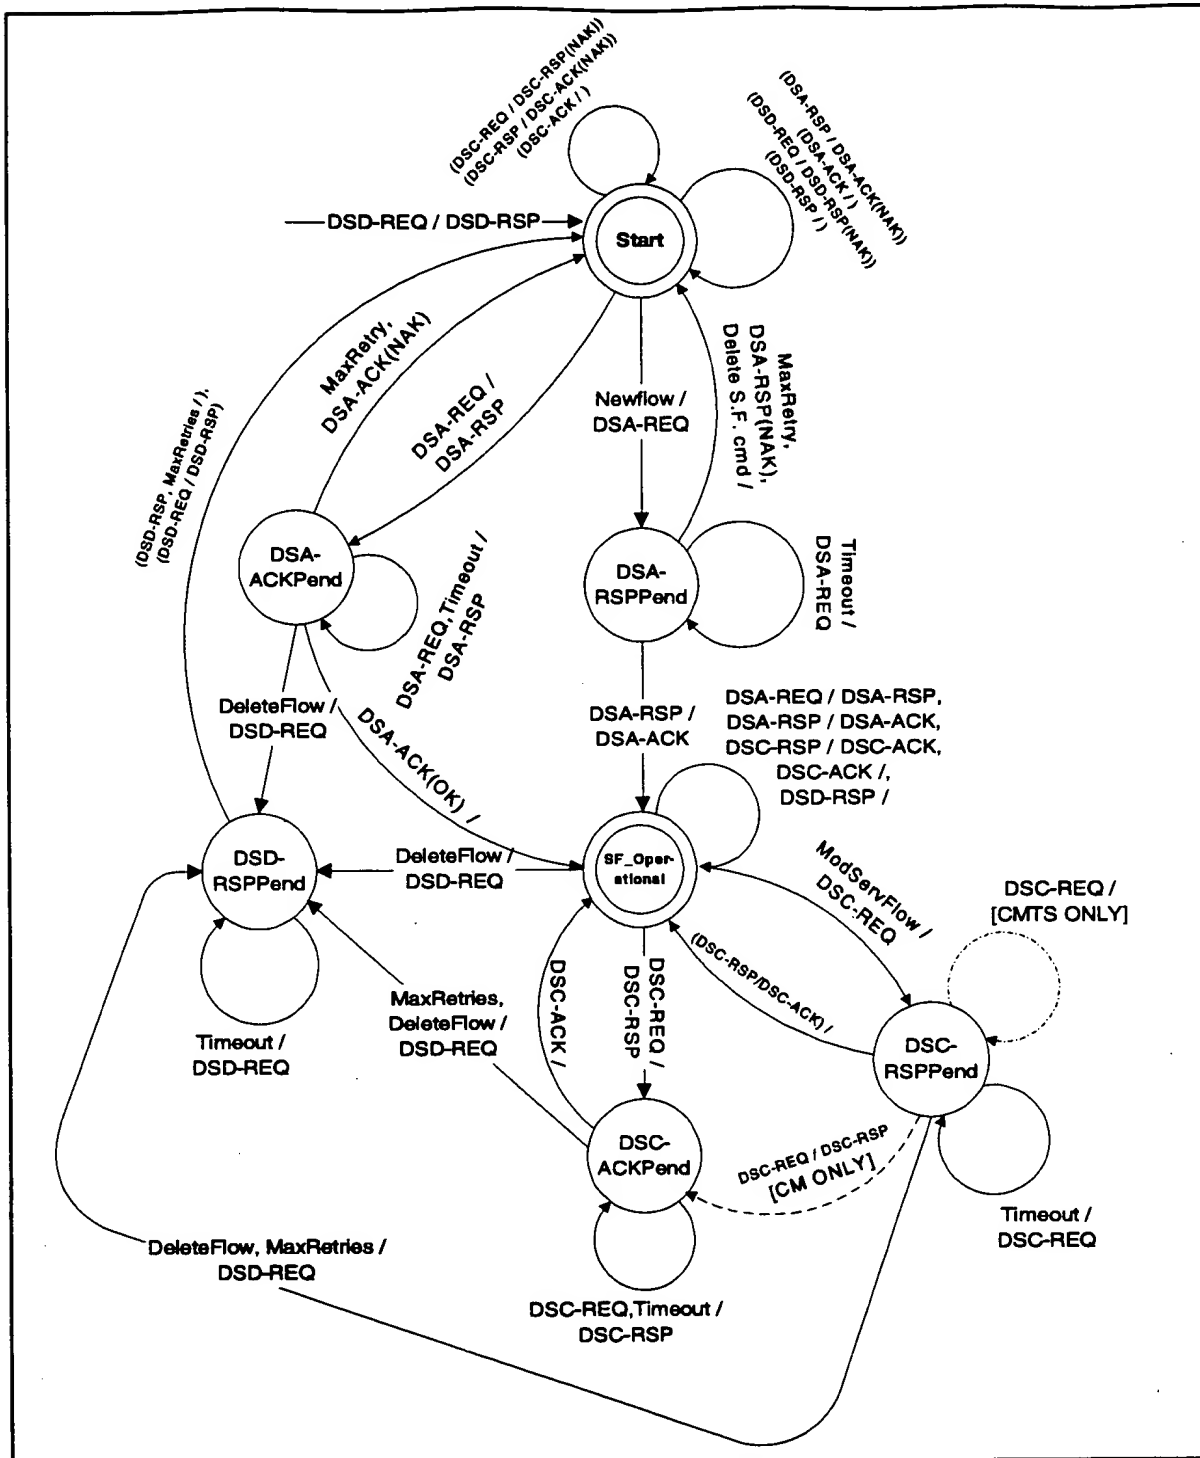 (DSC-REQ / DSC-RSP(NAK))
(DSC-RSP / DSC-ACK(NAK))
(DSC-ACK / )
(DSA-RSP / DSA-ACK(NAK))
(DSA-ACK / )
(DSD-REQ / DSD-RSP(NAK))
(DSD-RSP / )
DSD-REQ / DSD-RSP
Start
MaxRetry,
DSA-ACK(NAK)
DSA-REQ /
DSA-RSP
Newflow /
DSA-REQ
MaxRetry,
DSA-RSP(NAK),
Delete S.F. cmd /
(DSD-RSP, MaxRetries / ),
(DSD-REQ / DSD-RSP)
DSA-
ACKPend
DSA-REQ,Timeout /
DSA-RSP
DSA-
RSPPend
Timeout /
DSA-REQ
DeleteFlow /
DSD-REQ
DSA-ACK(OK) /
DSA-RSP /
DSA-ACK
DSA-REQ / DSA-RSP,
DSA-RSP / DSA-ACK,
DSC-RSP / DSC-ACK,
DSC-ACK /,
DSD-RSP /
DSD-
RSPPend
DeleteFlow /
DSD-REQ
SF_Oper-
ational
ModServFlow /
DSC-REQ
DSC-REQ /
[CMTS ONLY]
(DSC-RSP/DSC-ACK) /
DSC-ACK /
DSC-REQ /
DSC-RSP
MaxRetries,
DeleteFlow /
DSD-REQ
Timeout /
DSD-REQ
DSC-
RSPPend
DSC-
ACKPend
DSC-REQ / DSC-RSP
[CM ONLY]
Timeout /
DSC-REQ
DeleteFlow, MaxRetries /
DSD-REQ
DSC-REQ,Timeout /
DSC-RSP